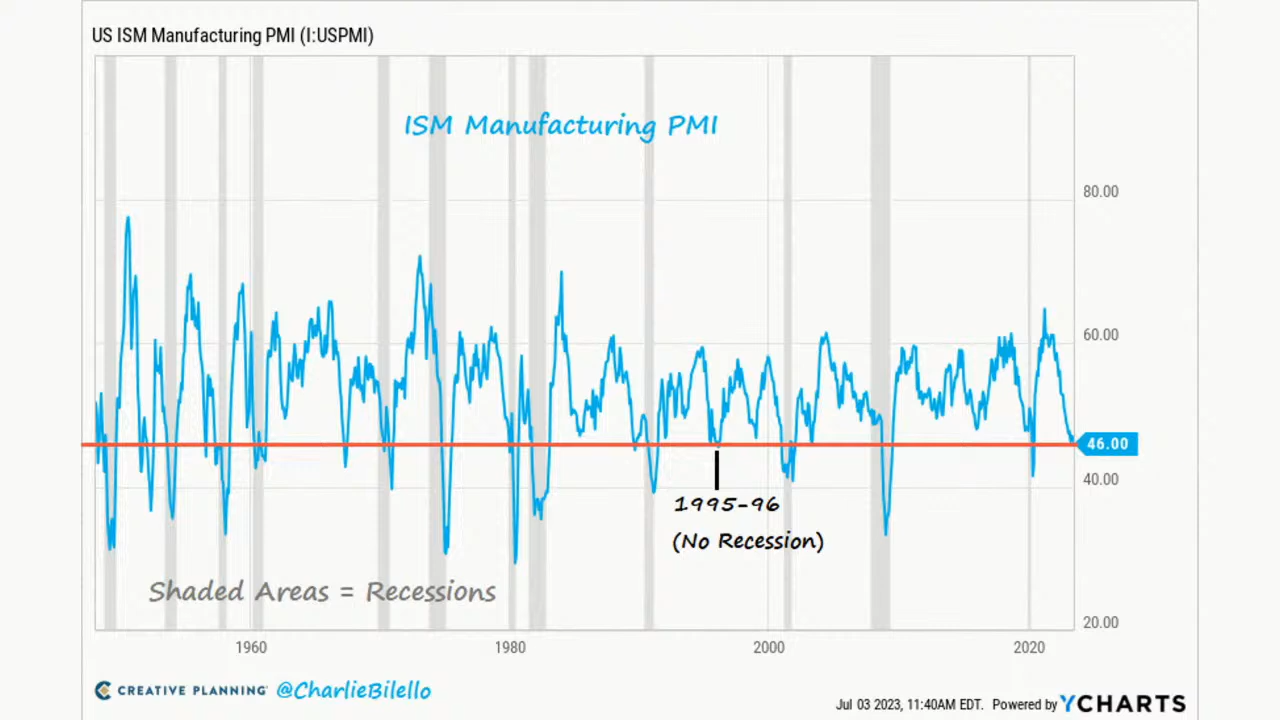 US ISM Manufacturing PMI (I:USPMI)
ISM Manufacturing PMI
80.00
60.00
46.00
40.00
1995-96
(No Recession)
Shaded Areas = Recessions
20.00
1960
1980
2000
2020
CREATIVE PLANNING @CharlieBilello
Jul 03 2023, 11:40AM EDT. Powered by YCHARTS